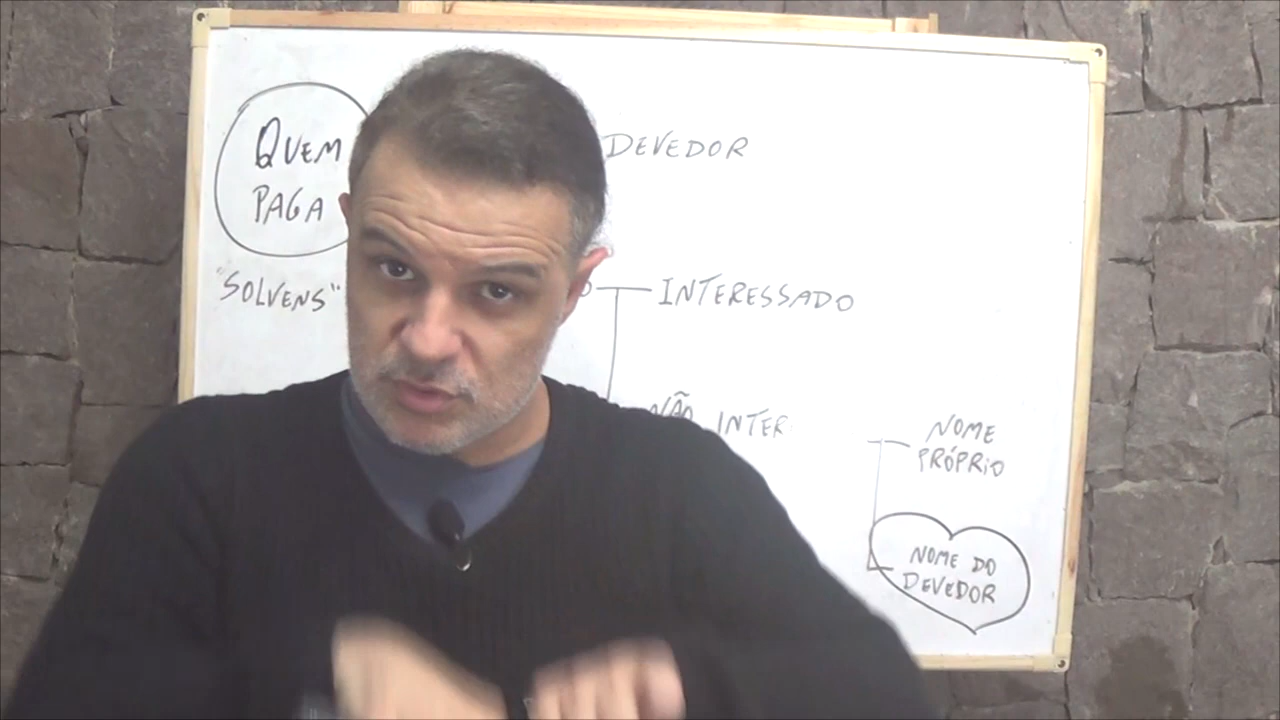 QUEM
PAGA
DEVEDOR
"SOLVENS"
INTERESSADO
NÃO INTER
NOME
PRÓPRIO
NOME DO
DEVEDOR